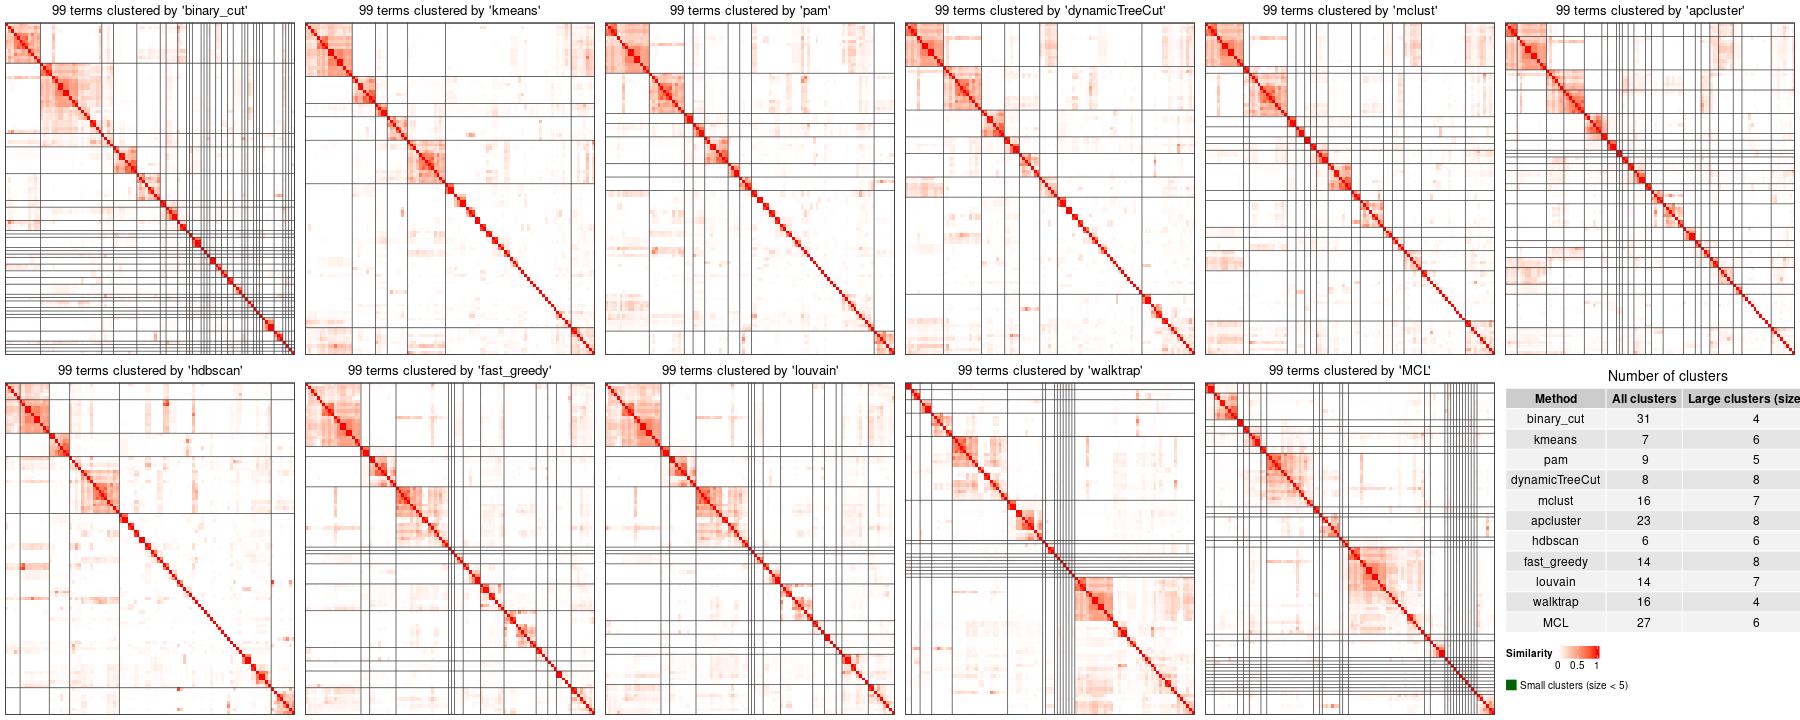 99 terms clustered by 'binary_cut'
99 terms clustered by 'kmeans'
99 terms clustered by 'pam'
99 terms clustered by 'dynamicTreeCut'
99 terms clustered by 'mclust'
99 terms clustered by 'apcluster'
99 terms clustered by 'hdbscan'
99 terms clustered by 'fast_greedy'
99 terms clustered by 'louvain'
99 terms clustered by 'walktrap'
99 terms clustered by 'MCL'
Number of clusters
Method All clusters Large clusters (size
binary_cut 31 4
kmeans 7 6
pam 9 5
dynamicTreeCut 8 8
mclust 16 7
apcluster 23 8
hdbscan 6 6
fast_greedy 14 8
louvain 14 7
walktrap 16 4
MCL 27 6
Similarity
0 0.5 1
Small clusters (size < 5)